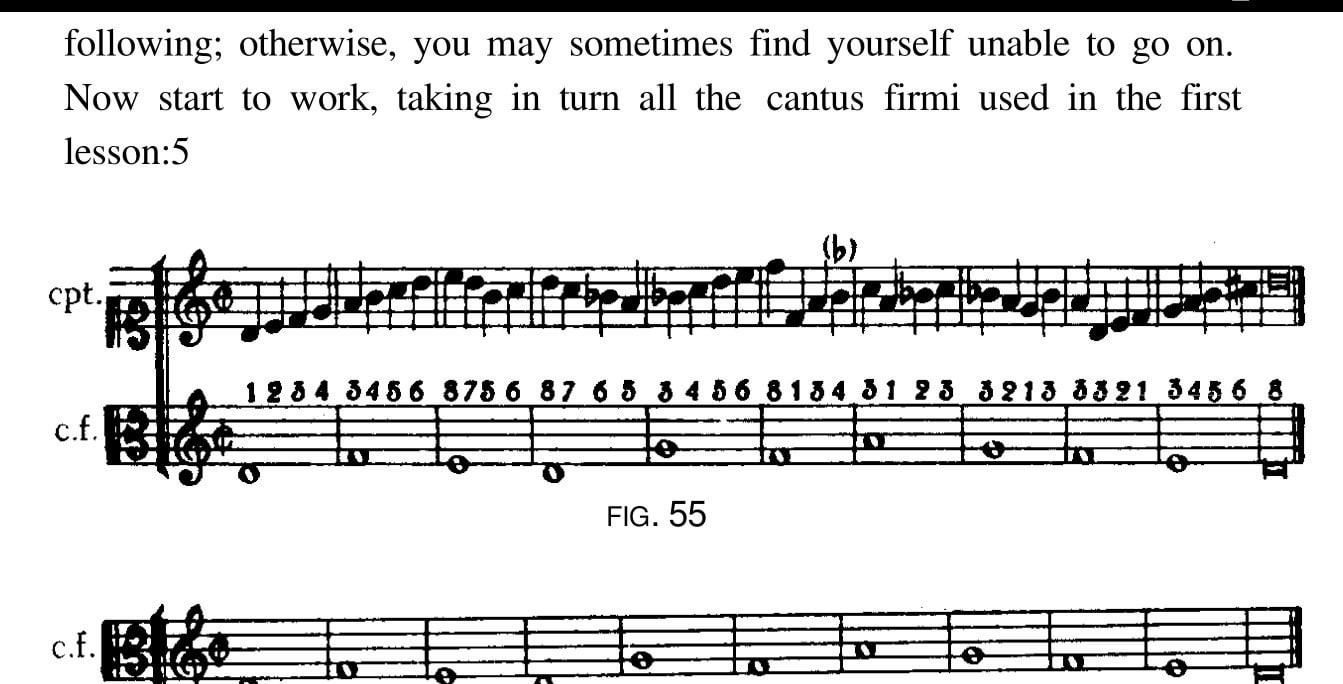 following; otherwise, you may sometimes find yourself unable to go on.
Now start to work, taking in turn all the cantus firmi used in the first
lesson:5
(♭)
cpt.
1 2 3 4 3 4 5 6 8 7 5 6 8 7 6 5 3 4 5 6 8 1 3 4 3 1 2 3 3 2 1 3 3 3 2 1 3 4 5 6 8
c.f.
FIG. 55
c.f.